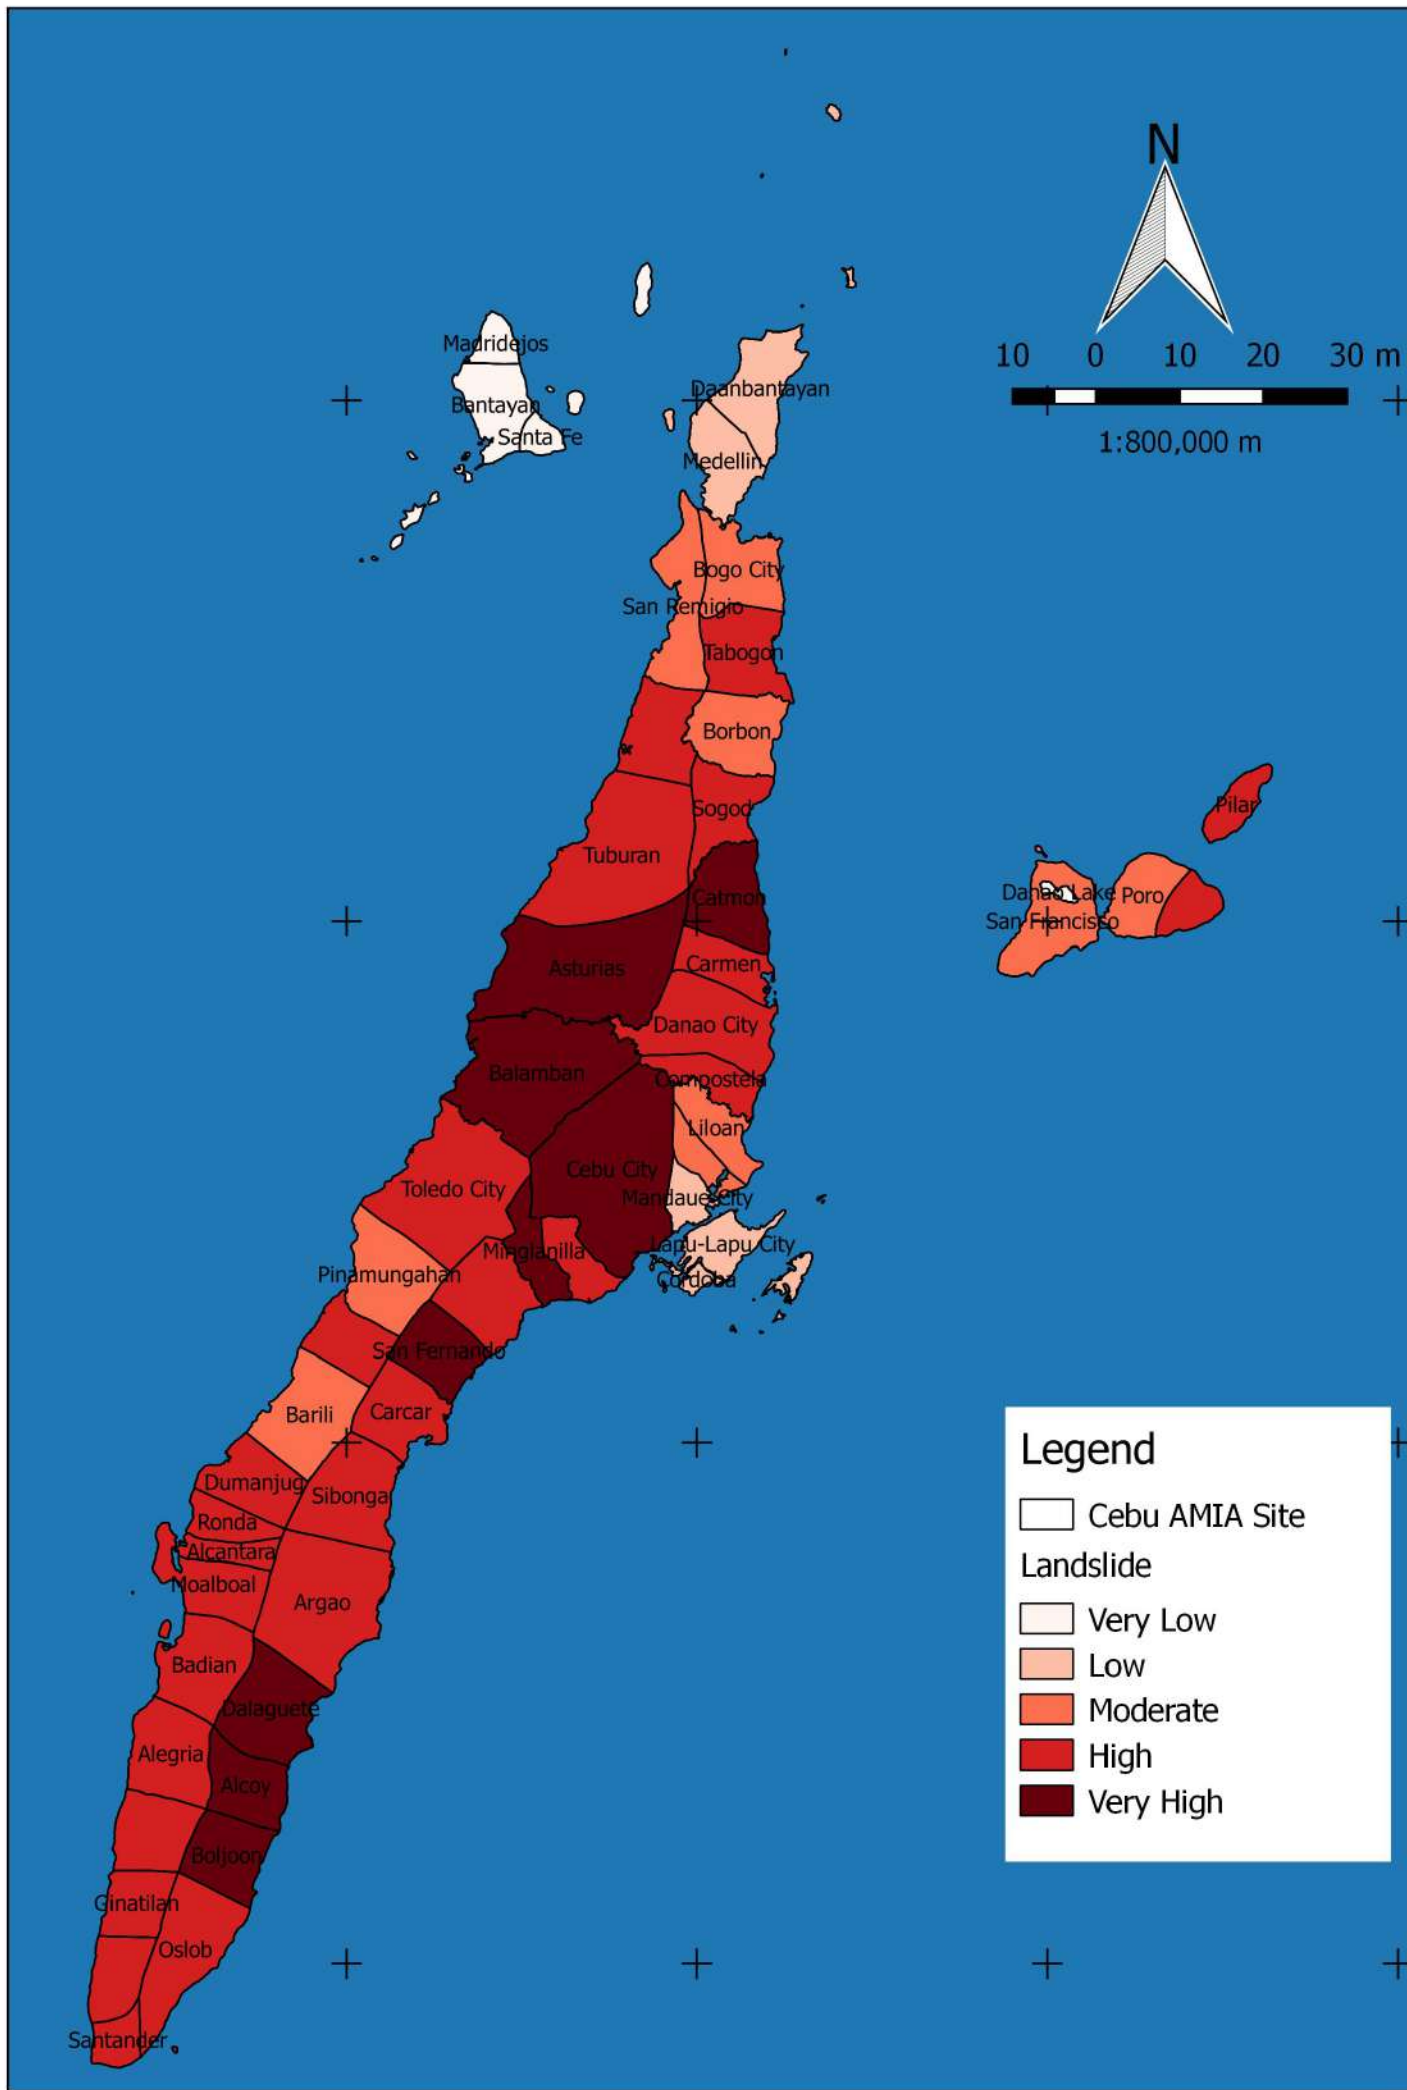 N
10 0 10 20 30 m
1:800,000 m
Madridejos
Bantayan
Santa Fe
Daanbantayan
Medellin
Bogo City
San Remigio
Tabogon
Borbon
Sogod
Tuburan
Catmon
Pilar
Danao Lake
Poro
San Francisco
Asturias
Carmen
Danao City
Balamban
Compostela
Liloan
Cebu City
Toledo City
Mandaue City
Minglanilla
Lapu-Lapu City
Cordoba
Pinamungahan
San Fernando
Barili
Carcar
Dumanjug
Sibonga
Ronda
Alcantara
Moalboal
Argao
Badian
Dalaguete
Alegria
Alcoy
Boljoon
Ginatilan
Oslob
Santander
Legend
Cebu AMIA Site
Landslide
Very Low
Low
Moderate
High
Very High